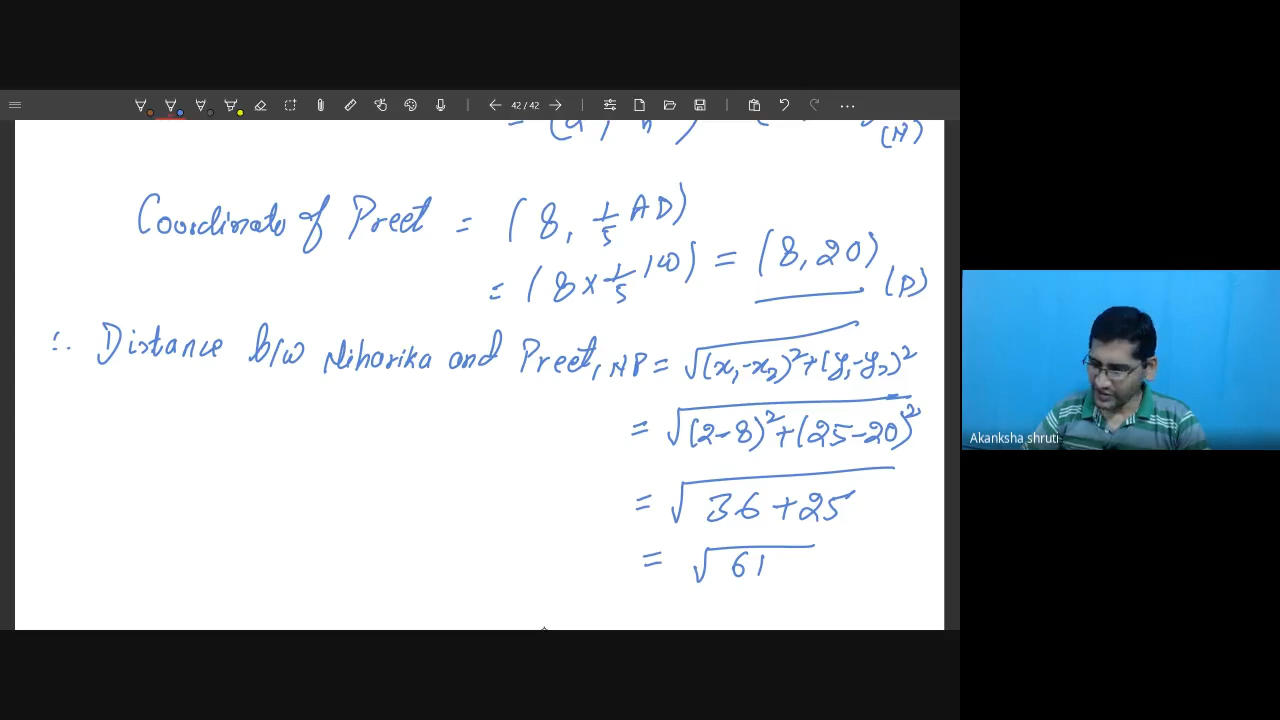 42/42
(N)
Coordinate of Preet = (8, 1/5 AD)
= (8 × 1/5 100) = (8, 20) (P)
∴ Distance b/w Niharika and Preet, NP = √(x₁-x₂)²+(y₁-y₂)²
= √(2-8)²+(25-20)²
= √36+25
= √61
Akanksha shruti